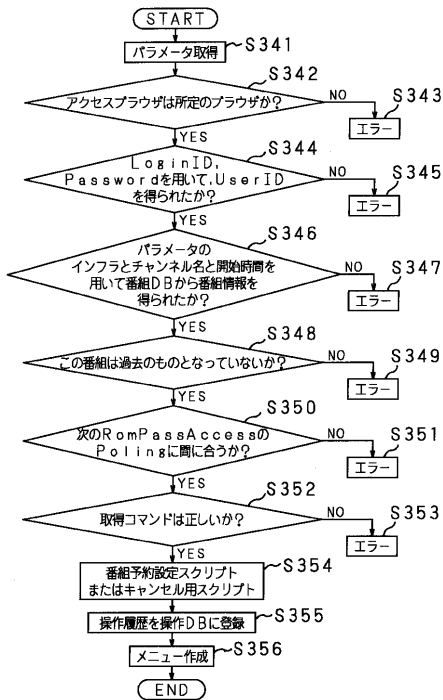 START
パラメータ取得
S341
アクセスブラウザは所定のブラウザか?
S342
NO
S343
エラー
YES
LoginID,
Passwordを用いて,UserID
を得られたか?
S344
NO
S345
エラー
YES
パラメータの
インフラとチャンネル名と開始時間を
用いて番組DBから番組情報を
得られたか?
S346
NO
S347
エラー
YES
この番組は過去のものとなっていないか?
S348
NO
S349
エラー
YES
次のRomPassAccessの
Polingに間に合うか?
S350
NO
S351
エラー
YES
取得コマンドは正しいか?
S352
NO
S353
エラー
YES
番組予約設定スクリプト
またはキャンセル用スクリプト
S354
操作履歴を操作DBに登録
S355
メニュー作成
S356
END